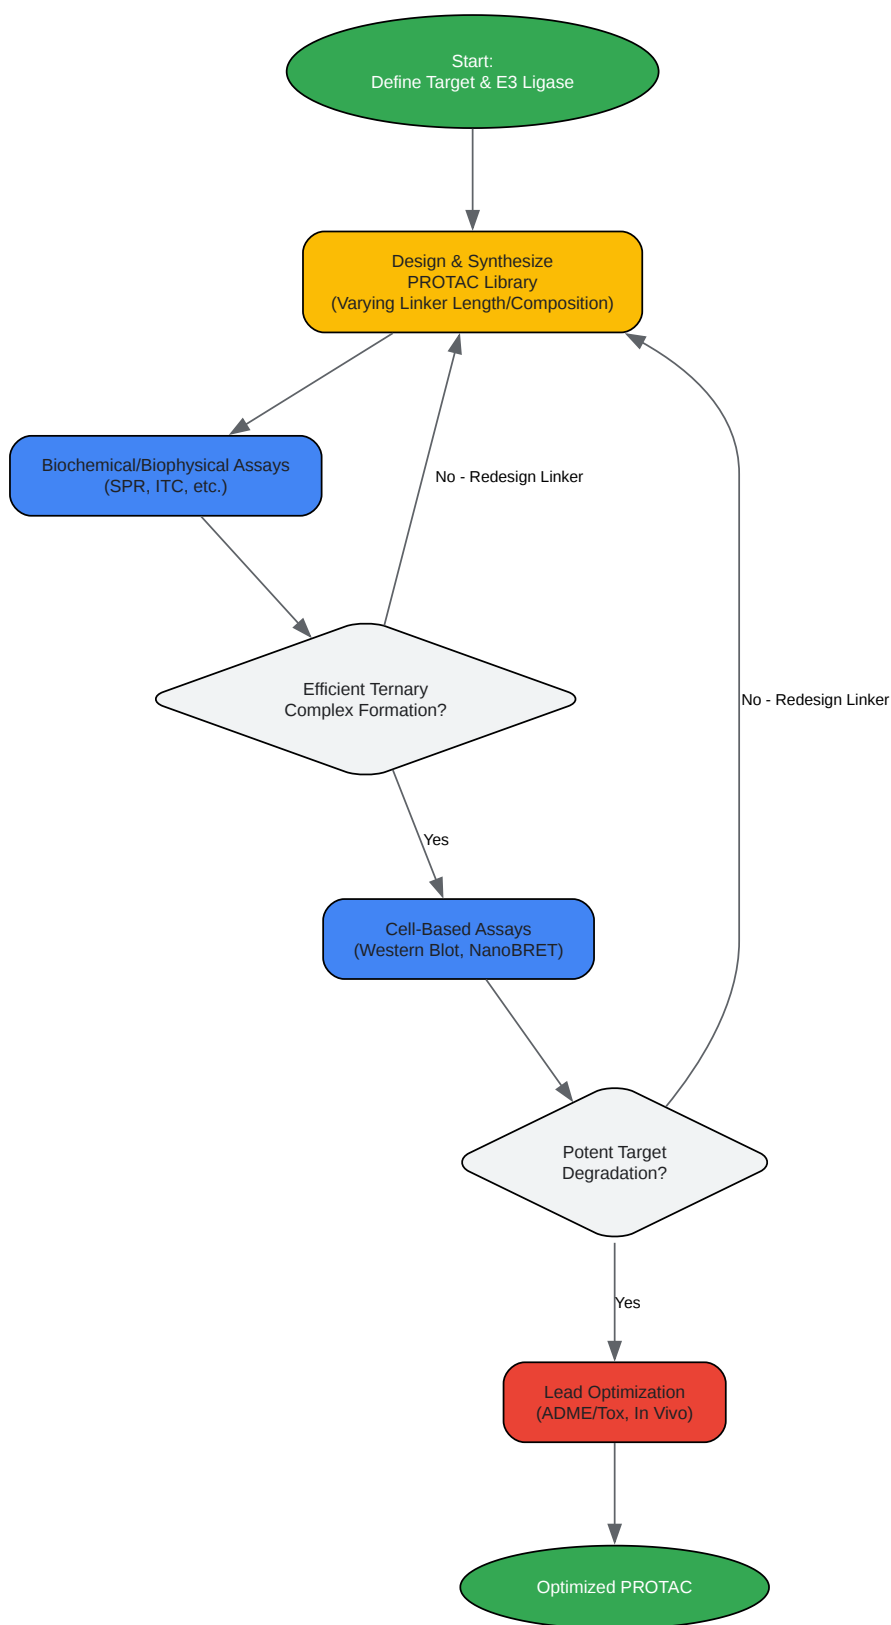 Start:
Define Target & E3 Ligase
Design & Synthesize
PROTAC Library
(Varying Linker Length/Composition)
Biochemical/Biophysical Assays
(SPR, ITC, etc.)
No - Redesign Linker
Efficient Ternary
Complex Formation?
No - Redesign Linker
Yes
Cell-Based Assays
(Western Blot, NanoBRET)
Potent Target
Degradation?
Yes
Lead Optimization
(ADME/Tox, In Vivo)
Optimized PROTAC